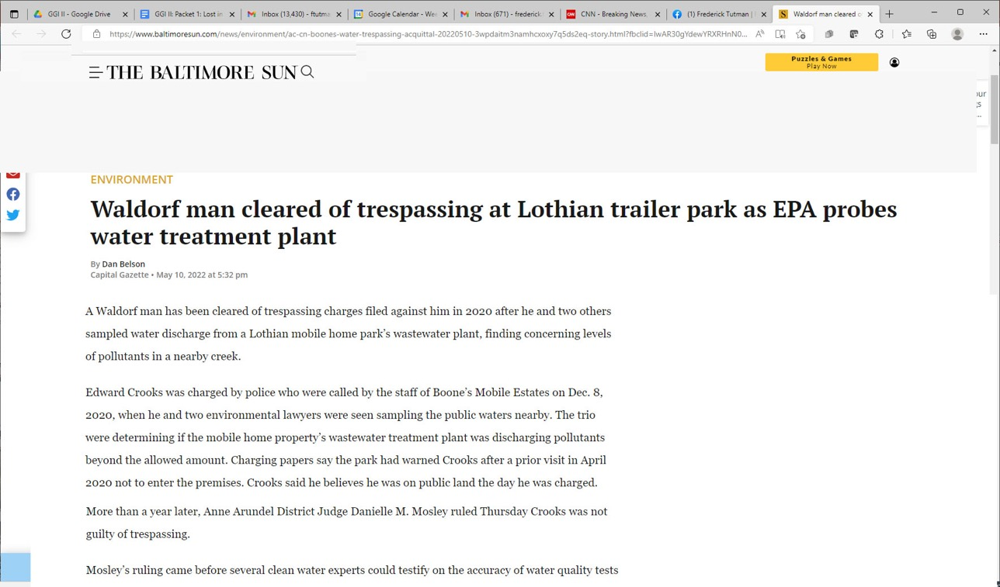 GGI II - Google Drive
GGI II: Packet 1: Lost in
Inbox (13,430) - ftutma
Google Calendar - Wee
Inbox (671) - frederick
CNN - Breaking News,
(1) Frederick Tutman |
Waldorf man cleared o
https://www.baltimoresun.com/news/environment/ac-cn-boones-water-trespassing-acquittal-20220510-3wpdaitm3namhcxoxy7q5ds2eq-story.html?fbclid=IwAR30gYdewYRXRHnN0...
THE BALTIMORE SUN
Puzzles & Games
Play Now
ENVIRONMENT
Waldorf man cleared of trespassing at Lothian trailer park as EPA probes
water treatment plant
By Dan Belson
Capital Gazette • May 10, 2022 at 5:32 pm
A Waldorf man has been cleared of trespassing charges filed against him in 2020 after he and two others
sampled water discharge from a Lothian mobile home park’s wastewater plant, finding concerning levels
of pollutants in a nearby creek.
Edward Crooks was charged by police who were called by the staff of Boone’s Mobile Estates on Dec. 8,
2020, when he and two environmental lawyers were seen sampling the public waters nearby. The trio
were determining if the mobile home property’s wastewater treatment plant was discharging pollutants
beyond the allowed amount. Charging papers say the park had warned Crooks after a prior visit in April
2020 not to enter the premises. Crooks said he believes he was on public land the day he was charged.
More than a year later, Anne Arundel District Judge Danielle M. Mosley ruled Thursday Crooks was not
guilty of trespassing.
Mosley’s ruling came before several clean water experts could testify on the accuracy of water quality tests